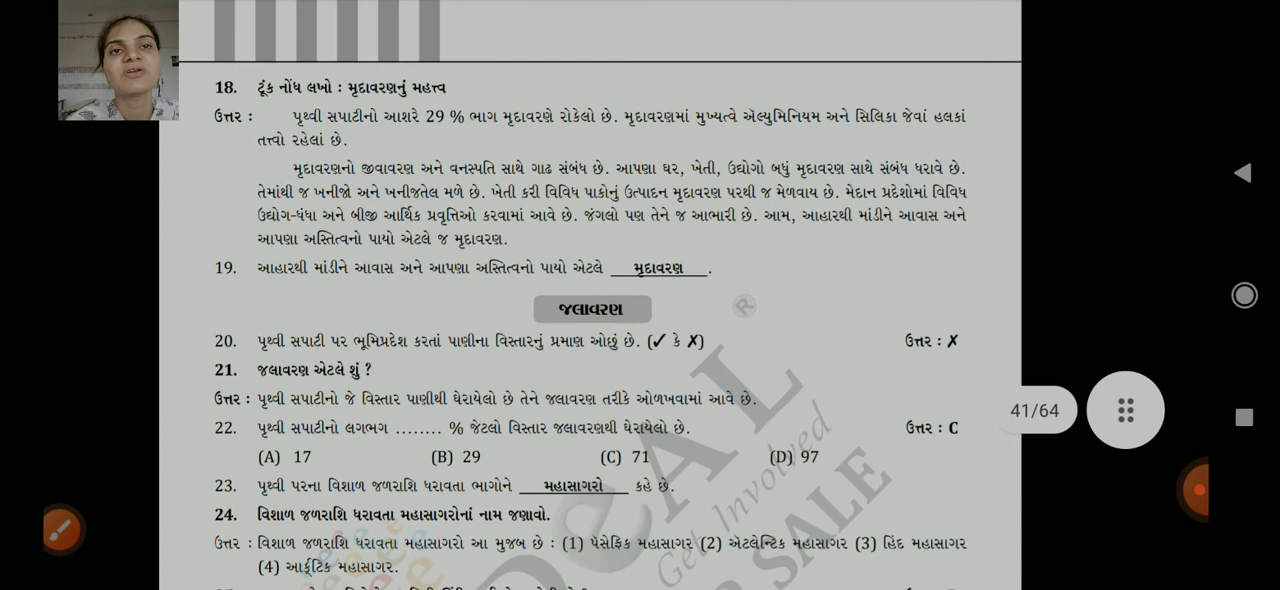 18. ટૂંક નોંધ લખો : મૃદાવરણનું મહત્ત્વ
ઉત્તર : પૃથ્વી સપાટીનો આશરે 29 % ભાગ મૃદાવરણે રોકેલો છે. મૃદાવરણમાં મુખ્યત્વે ઍલ્યુમિનિયમ અને સિલિકા જેવાં હલકાં
તત્ત્વો રહેલાં છે.
મૃદાવરણનો જીવાવરણ અને વનસ્પતિ સાથે ગાઢ સંબંધ છે. આપણા ઘર, ખેતી, ઉદ્યોગો બધું મૃદાવરણ સાથે સંબંધ ધરાવે છે.
તેમાંથી જ ખનીજો અને ખનીજતેલ મળે છે. ખેતી કરી વિવિધ પાકોનું ઉત્પાદન મૃદાવરણ પરથી જ મેળવાય છે. મેદાન પ્રદેશોમાં વિવિધ
ઉદ્યોગ-ધંધા અને બીજી આર્થિક પ્રવૃત્તિઓ કરવામાં આવે છે. જંગલો પણ તેને જ આભારી છે. આમ, આહારથી માંડીને આવાસ અને
આપણા અસ્તિત્વનો પાયો એટલે જ મૃદાવરણ.
19. આહારથી માંડીને આવાસ અને આપણા અસ્તિત્વનો પાયો એટલે મૃદાવરણ.
જલાવરણ
20. પૃથ્વી સપાટી પર ભૂમિપ્રદેશ કરતાં પાણીના વિસ્તારનું પ્રમાણ ઓછું છે. (✓ કે ✗) ઉત્તર : ✗
21. જલાવરણ એટલે શું ?
ઉત્તર : પૃથ્વી સપાટીનો જે વિસ્તાર પાણીથી ઘેરાયેલો છે તેને જલાવરણ તરીકે ઓળખવામાં આવે છે.
22. પૃથ્વી સપાટીનો લગભગ ........ % જેટલો વિસ્તાર જલાવરણથી ઘેરાયેલો છે. ઉત્તર : C
(A) 17 (B) 29 (C) 71 (D) 97
23. પૃથ્વી પરના વિશાળ જળરાશિ ધરાવતા ભાગોને મહાસાગરો કહે છે.
24. વિશાળ જળરાશિ ધરાવતા મહાસાગરોનાં નામ જણાવો.
ઉત્તર : વિશાળ જળરાશિ ધરાવતા મહાસાગરો આ મુજબ છે : (1) પૅસેફિક મહાસાગર (2) ઍટલેન્ટિક મહાસાગર (3) હિંદ મહાસાગર
(4) આર્ક્ટિક મહાસાગર.
41/64
Get Involved
SALE